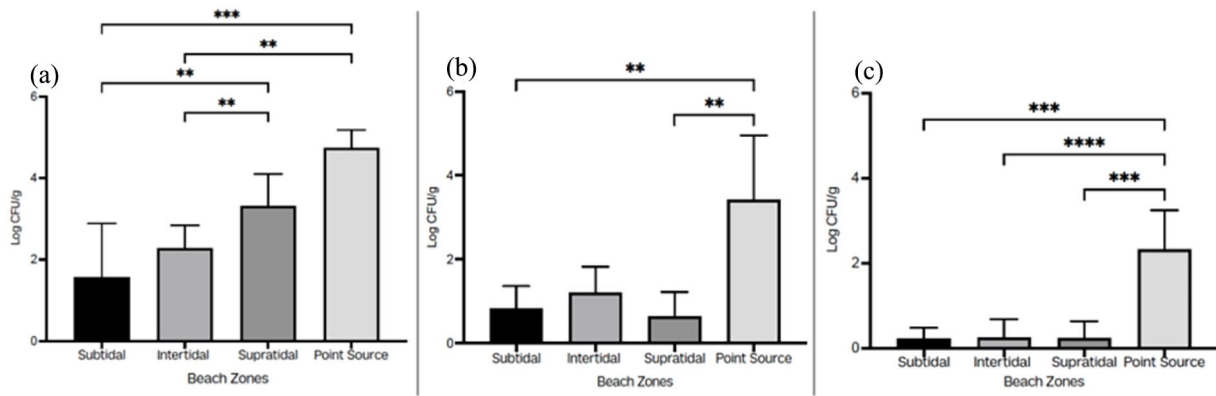 (a)
***
**
**
**
6
4
2
0
Log CFU/g
Subtidal Intertidal Supratidal Point Source
Beach Zones
(b)
**
**
6
4
2
0
Log CFU/g
Subtidal Intertidal Supratidal Point Source
Beach Zones
(c)
***
****
***
6
4
2
0
Log CFU/g
Subtidal Intertidal Supratidal Point Source
Beach Zones